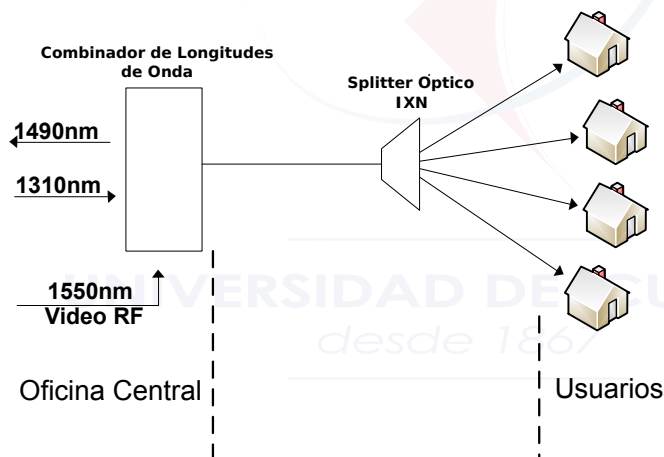 Combinador de Longitudes
de Onda
Splitter Óptico
IXN
1490nm
1310nm
1550nm
Video RF
UNIVERSIDAD DE CU
desde 1867
Oficina Central
Usuarios